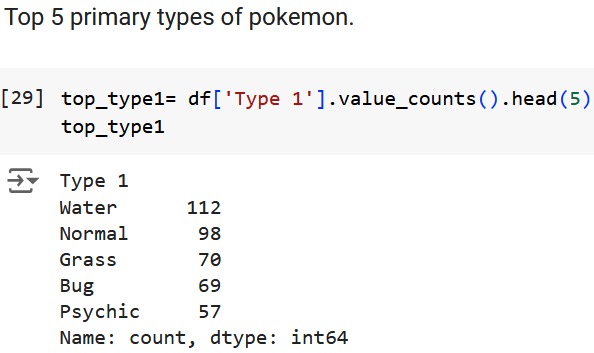 Top 5 primary types of pokemon.
[29] top_type1= df['Type 1'].value_counts().head(5)
top_type1
Type 1
Water 112
Normal 98
Grass 70
Bug 69
Psychic 57
Name: count, dtype: int64